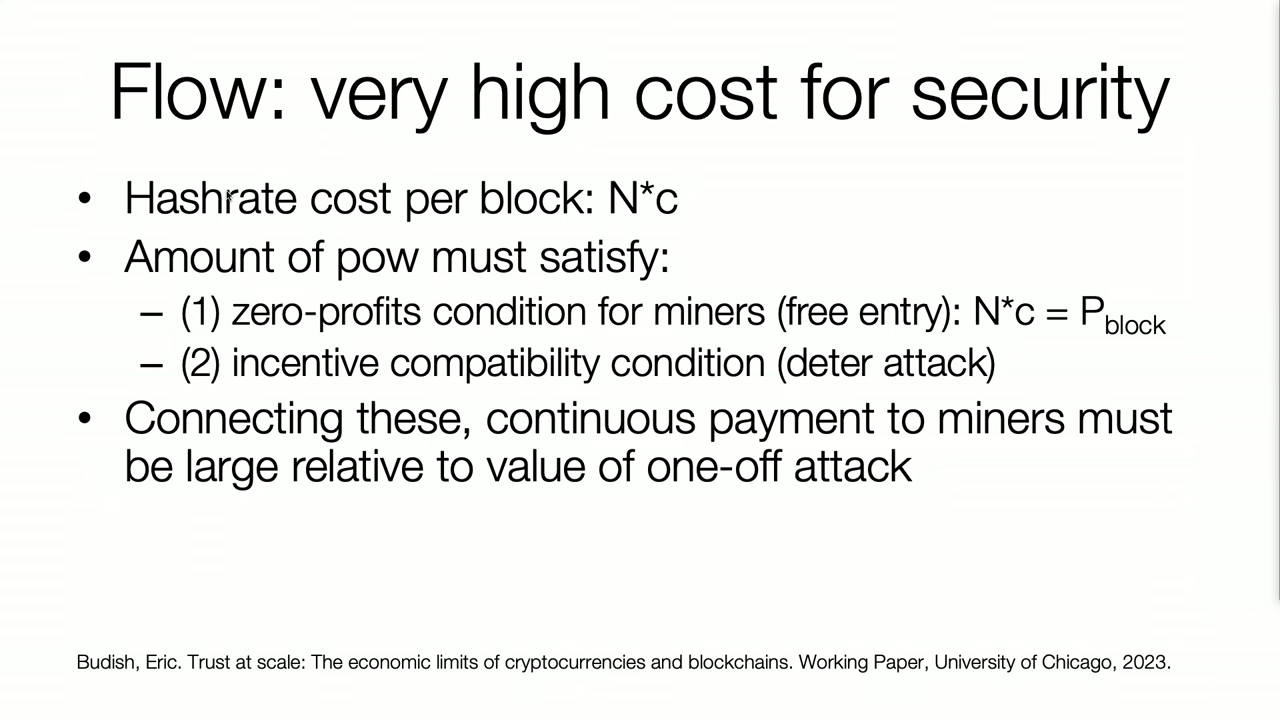 Flow: very high cost for security
• Hashrate cost per block: N*c
• Amount of pow must satisfy:
– (1) zero-profits condition for miners (free entry): N*c = Pblock
– (2) incentive compatibility condition (deter attack)
• Connecting these, continuous payment to miners must
be large relative to value of one-off attack
Budish, Eric. Trust at scale: The economic limits of cryptocurrencies and blockchains. Working Paper, University of Chicago, 2023.